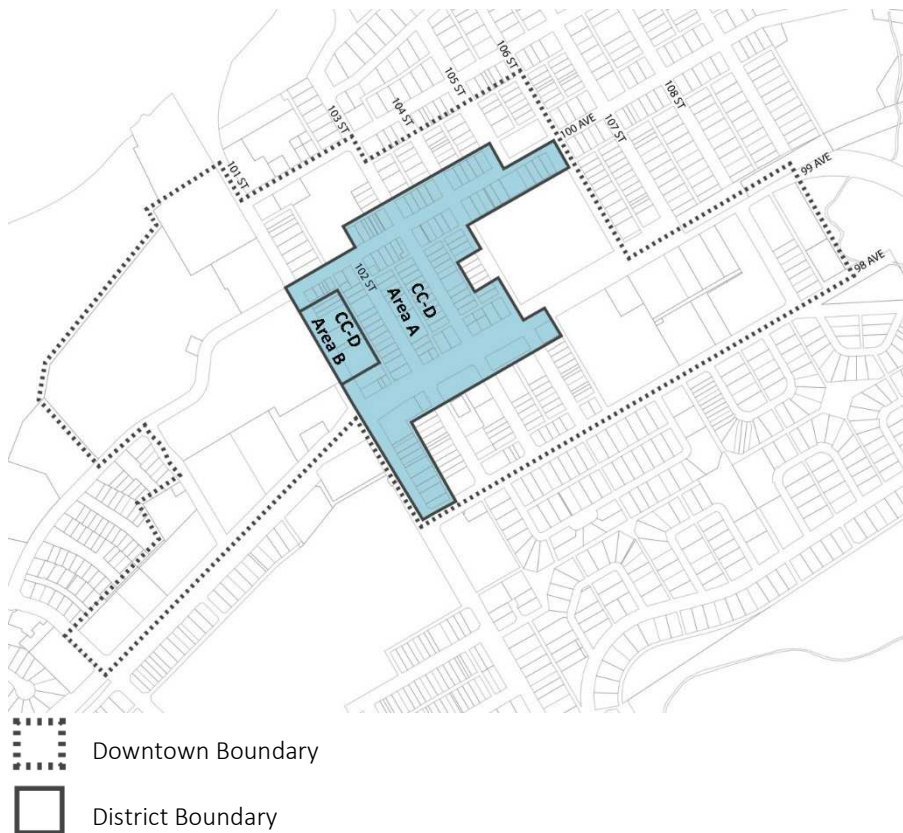 106 ST
105 ST
104 ST
103 ST
108 ST
107 ST
100 AVE
99 AVE
101 ST
98 AVE
102 ST
CC-D
Area A
CC-D
Area B
Downtown Boundary
District Boundary